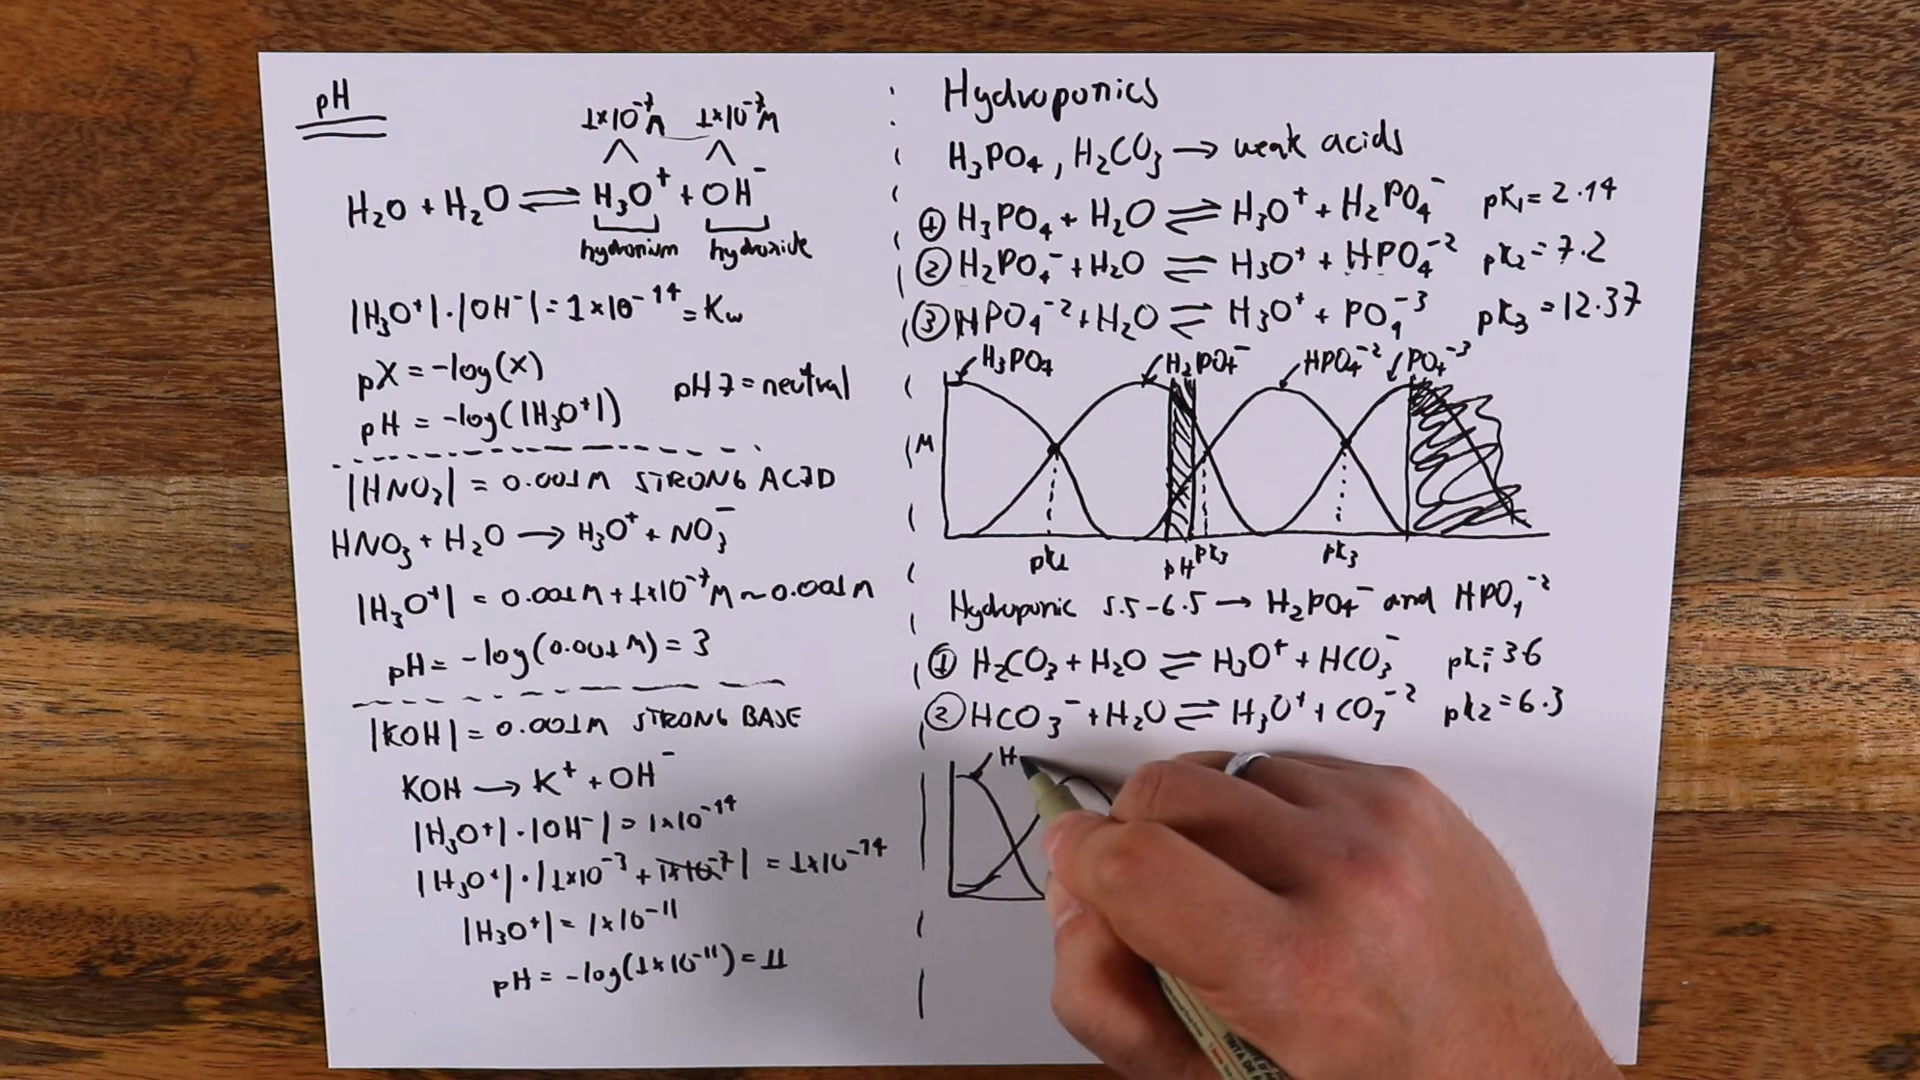 pH
1×10⁻⁷M 1×10⁻⁷M
H₂O + H₂O ⇌ H₃O⁺ + OH⁻
hydronium hydroxide
|H₃O⁺|·|OH⁻| = 1×10⁻¹⁴ = Kw
pX = -log(x)
pH 7 = neutral
pH = -log(|H₃O⁺|)
|HNO₃| = 0.001M STRONG ACID
HNO₃ + H₂O → H₃O⁺ + NO₃⁻
|H₃O⁺| = 0.001M + 1×10⁻⁷M ~ 0.001M
pH = -log(0.001M) = 3
|KOH| = 0.001M STRONG BASE
KOH → K⁺ + OH⁻
|H₃O⁺|·|OH⁻| = 1×10⁻¹⁴
|H₃O⁺|·|1×10⁻³ + 1×10⁻⁷| = 1×10⁻¹⁴
|H₃O⁺| = 1×10⁻¹¹
pH = -log(1×10⁻¹¹) = 11
Hydroponics
H₃PO₄, H₂CO₃ → weak acids
① H₃PO₄ + H₂O ⇌ H₃O⁺ + H₂PO₄⁻ pK₁ = 2.14
② H₂PO₄⁻ + H₂O ⇌ H₃O⁺ + HPO₄⁻² pK₂ = 7.2
③ HPO₄⁻² + H₂O ⇌ H₃O⁺ + PO₄⁻³ pK₃ = 12.37
H₃PO₄ H₂PO₄⁻ HPO₄⁻² PO₄⁻³
M
pK₁ pH pK₃ pK₃
Hydroponic 5.5-6.5 → H₂PO₄⁻ and HPO₄⁻²
① H₂CO₃ + H₂O ⇌ H₃O⁺ + HCO₃⁻ pK₁ = 3.6
② HCO₃⁻ + H₂O ⇌ H₃O⁺ + CO₃⁻² pK₂ = 6.3
H